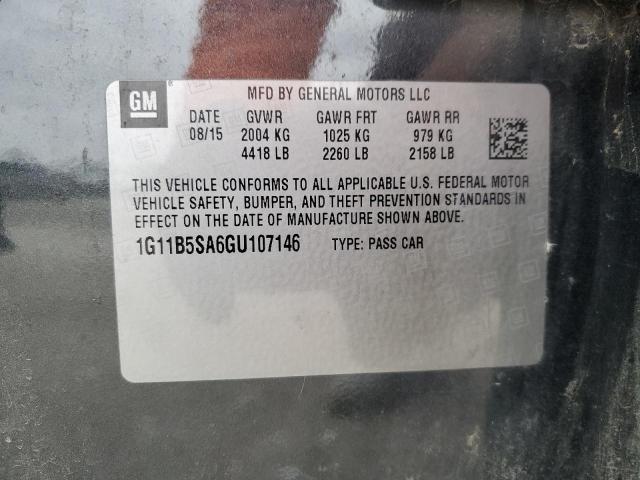 GM ® MFD BY GENERAL MOTORS LLC
DATE GVWR GAWR FRT GAWR RR
08/15 2004 KG 1025 KG 979 KG
4418 LB 2260 LB 2158 LB
THIS VEHICLE CONFORMS TO ALL APPLICABLE U.S. FEDERAL MOTOR
VEHICLE SAFETY, BUMPER, AND THEFT PREVENTION STANDARDS IN
EFFECT ON THE DATE OF MANUFACTURE SHOWN ABOVE.
1G11B5SA6GU107146 TYPE: PASS CAR